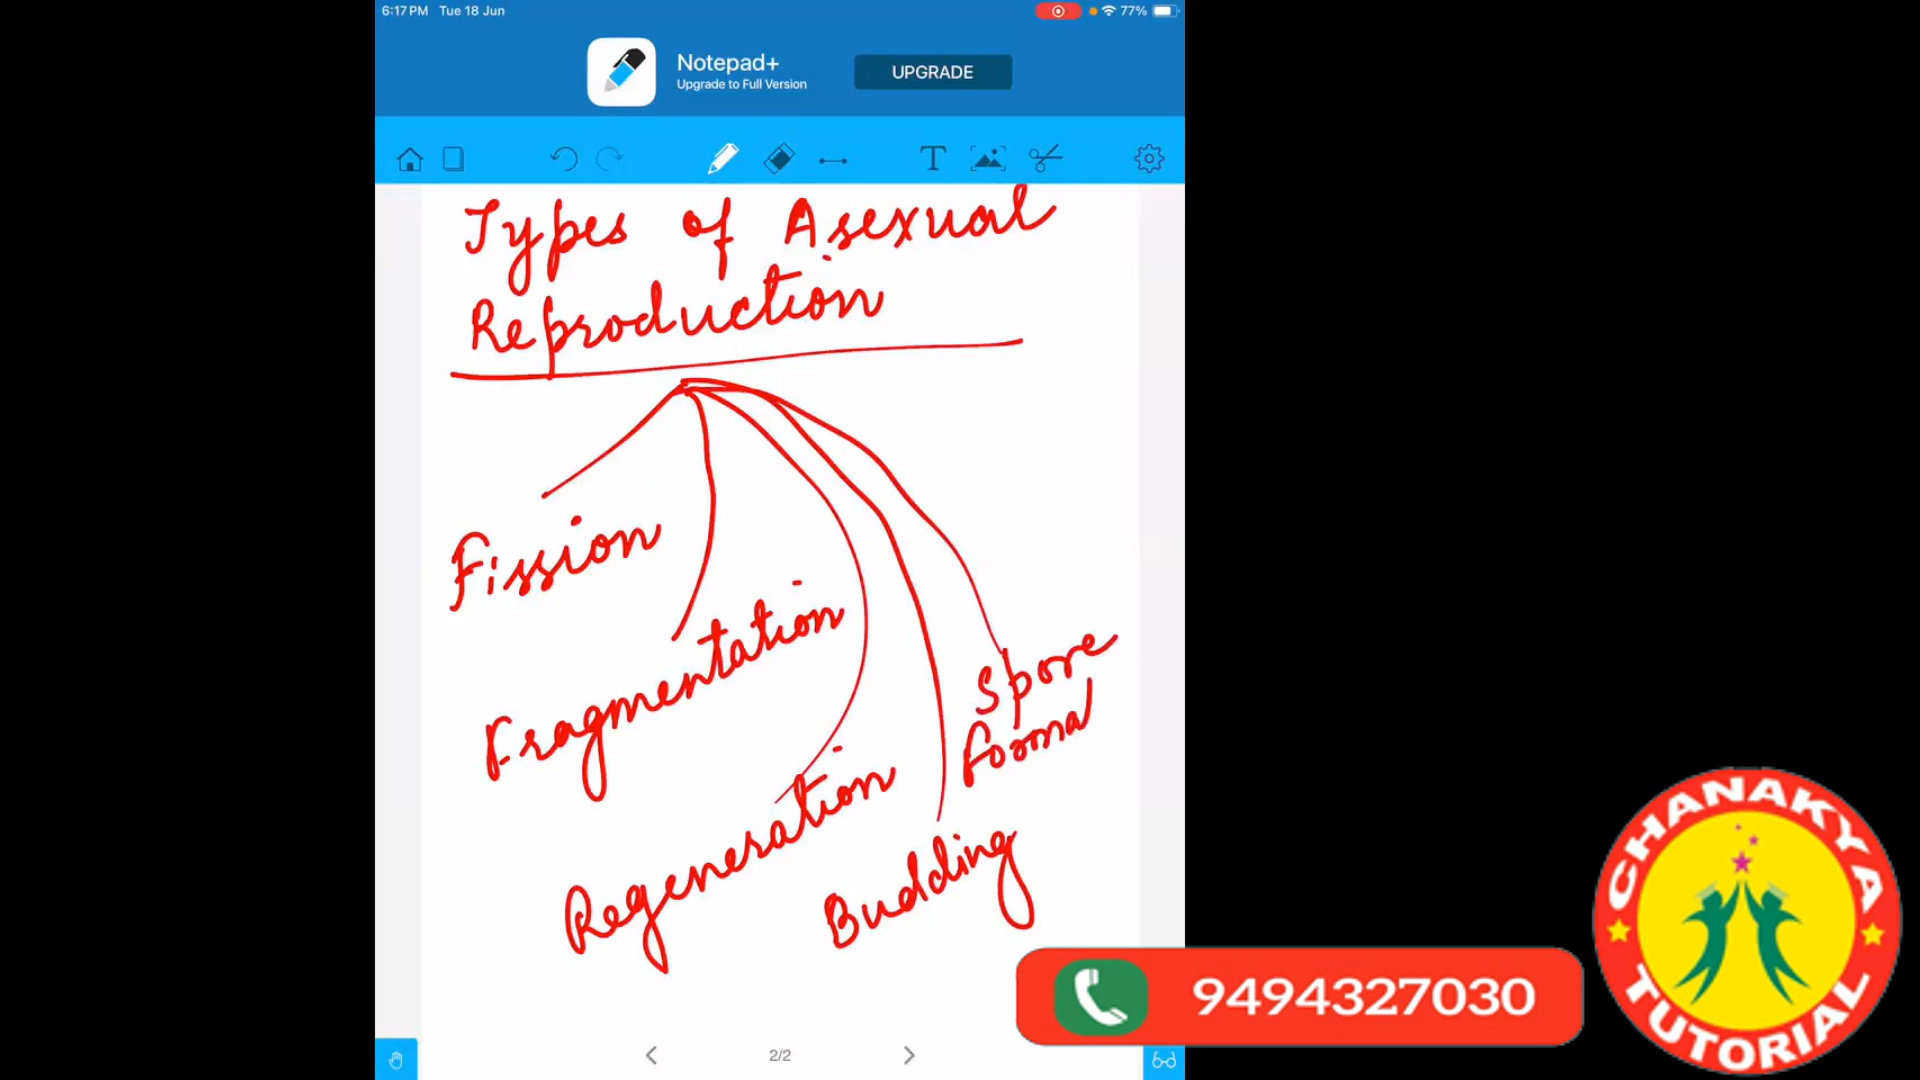 6:17 PM Tue 18 Jun
77%
Notepad+
Upgrade to Full Version
UPGRADE
T
Types of Asexual
Reproduction
Fission
Fragmentation
Regeneration
Budding
Spore
Forma
2/2
9494327030
CHANAKYA
TUTORIAL